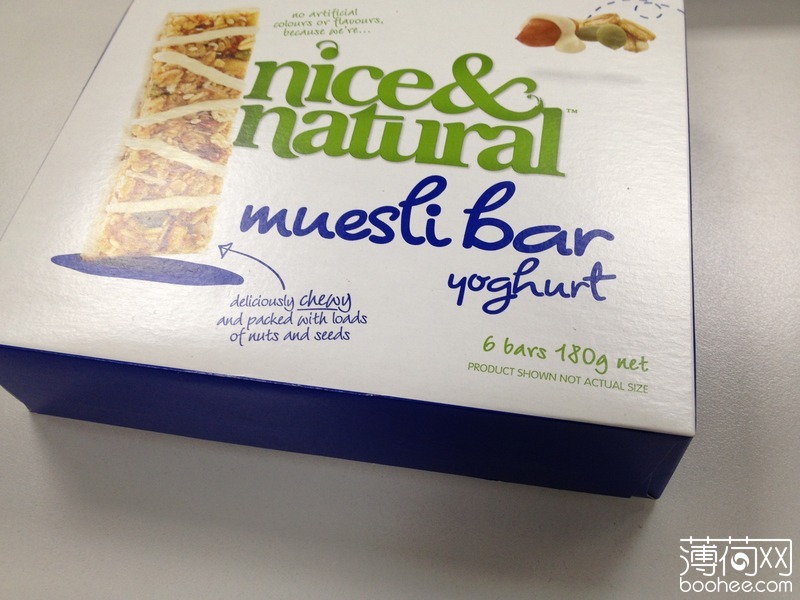 no artificial
colours or flavours,
because we're...
nice &
natural™
muesli bar
yoghurt
deliciously chewy
and packed with loads
of nuts and seeds
6 bars 180g net
PRODUCT SHOWN NOT ACTUAL SIZE
薄荷网
boohee.com